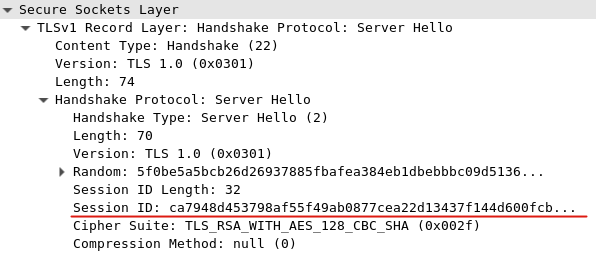 Secure Sockets Layer
TLSv1 Record Layer: Handshake Protocol: Server Hello
Content Type: Handshake (22)
Version: TLS 1.0 (0x0301)
Length: 74
Handshake Protocol: Server Hello
Handshake Type: Server Hello (2)
Length: 70
Version: TLS 1.0 (0x0301)
Random: 5f0be5a5bcb26d26937885fbafea384eb1dbebbbc09d5136...
Session ID Length: 32
Session ID: ca7948d453798af55f49ab0877cea22d13437f144d600fcb...
Cipher Suite: TLS_RSA_WITH_AES_128_CBC_SHA (0x002f)
Compression Method: null (0)